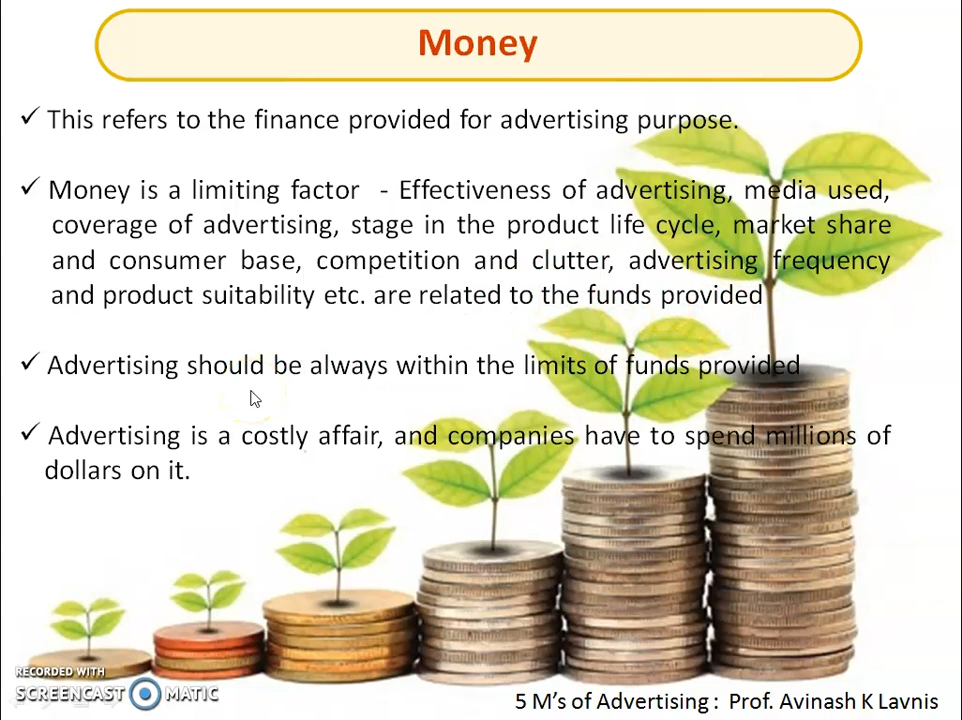 Money
✓ This refers to the finance provided for advertising purpose.
✓ Money is a limiting factor - Effectiveness of advertising, media used,
coverage of advertising, stage in the product life cycle, market share
and consumer base, competition and clutter, advertising frequency
and product suitability etc. are related to the funds provided
✓ Advertising should be always within the limits of funds provided
✓ Advertising is a costly affair, and companies have to spend millions of
dollars on it.
RECORDED WITH
SCREENCAST MATIC
5 M's of Advertising : Prof. Avinash K Lavnis